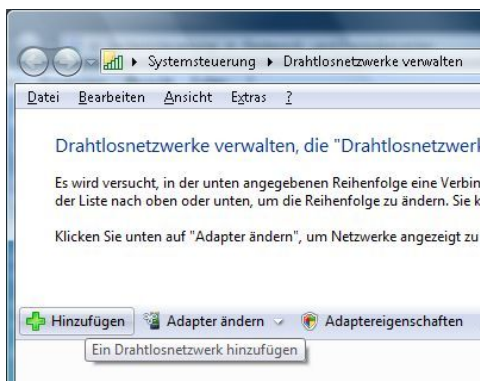 Systemsteuerung Drahtlosnetzwerke verwalten
Datei Bearbeiten Ansicht Extras ?
Drahtlosnetzwerke verwalten, die "Drahtlosnetzwerk
Es wird versucht, in der unten angegebenen Reihenfolge eine Verbin
der Liste nach oben oder unten, um die Reihenfolge zu ändern. Sie k
Klicken Sie unten auf "Adapter ändern", um Netzwerke angezeigt zu
Hinzufügen Adapter ändern Adaptereigenschaften
Ein Drahtlosnetzwerk hinzufügen